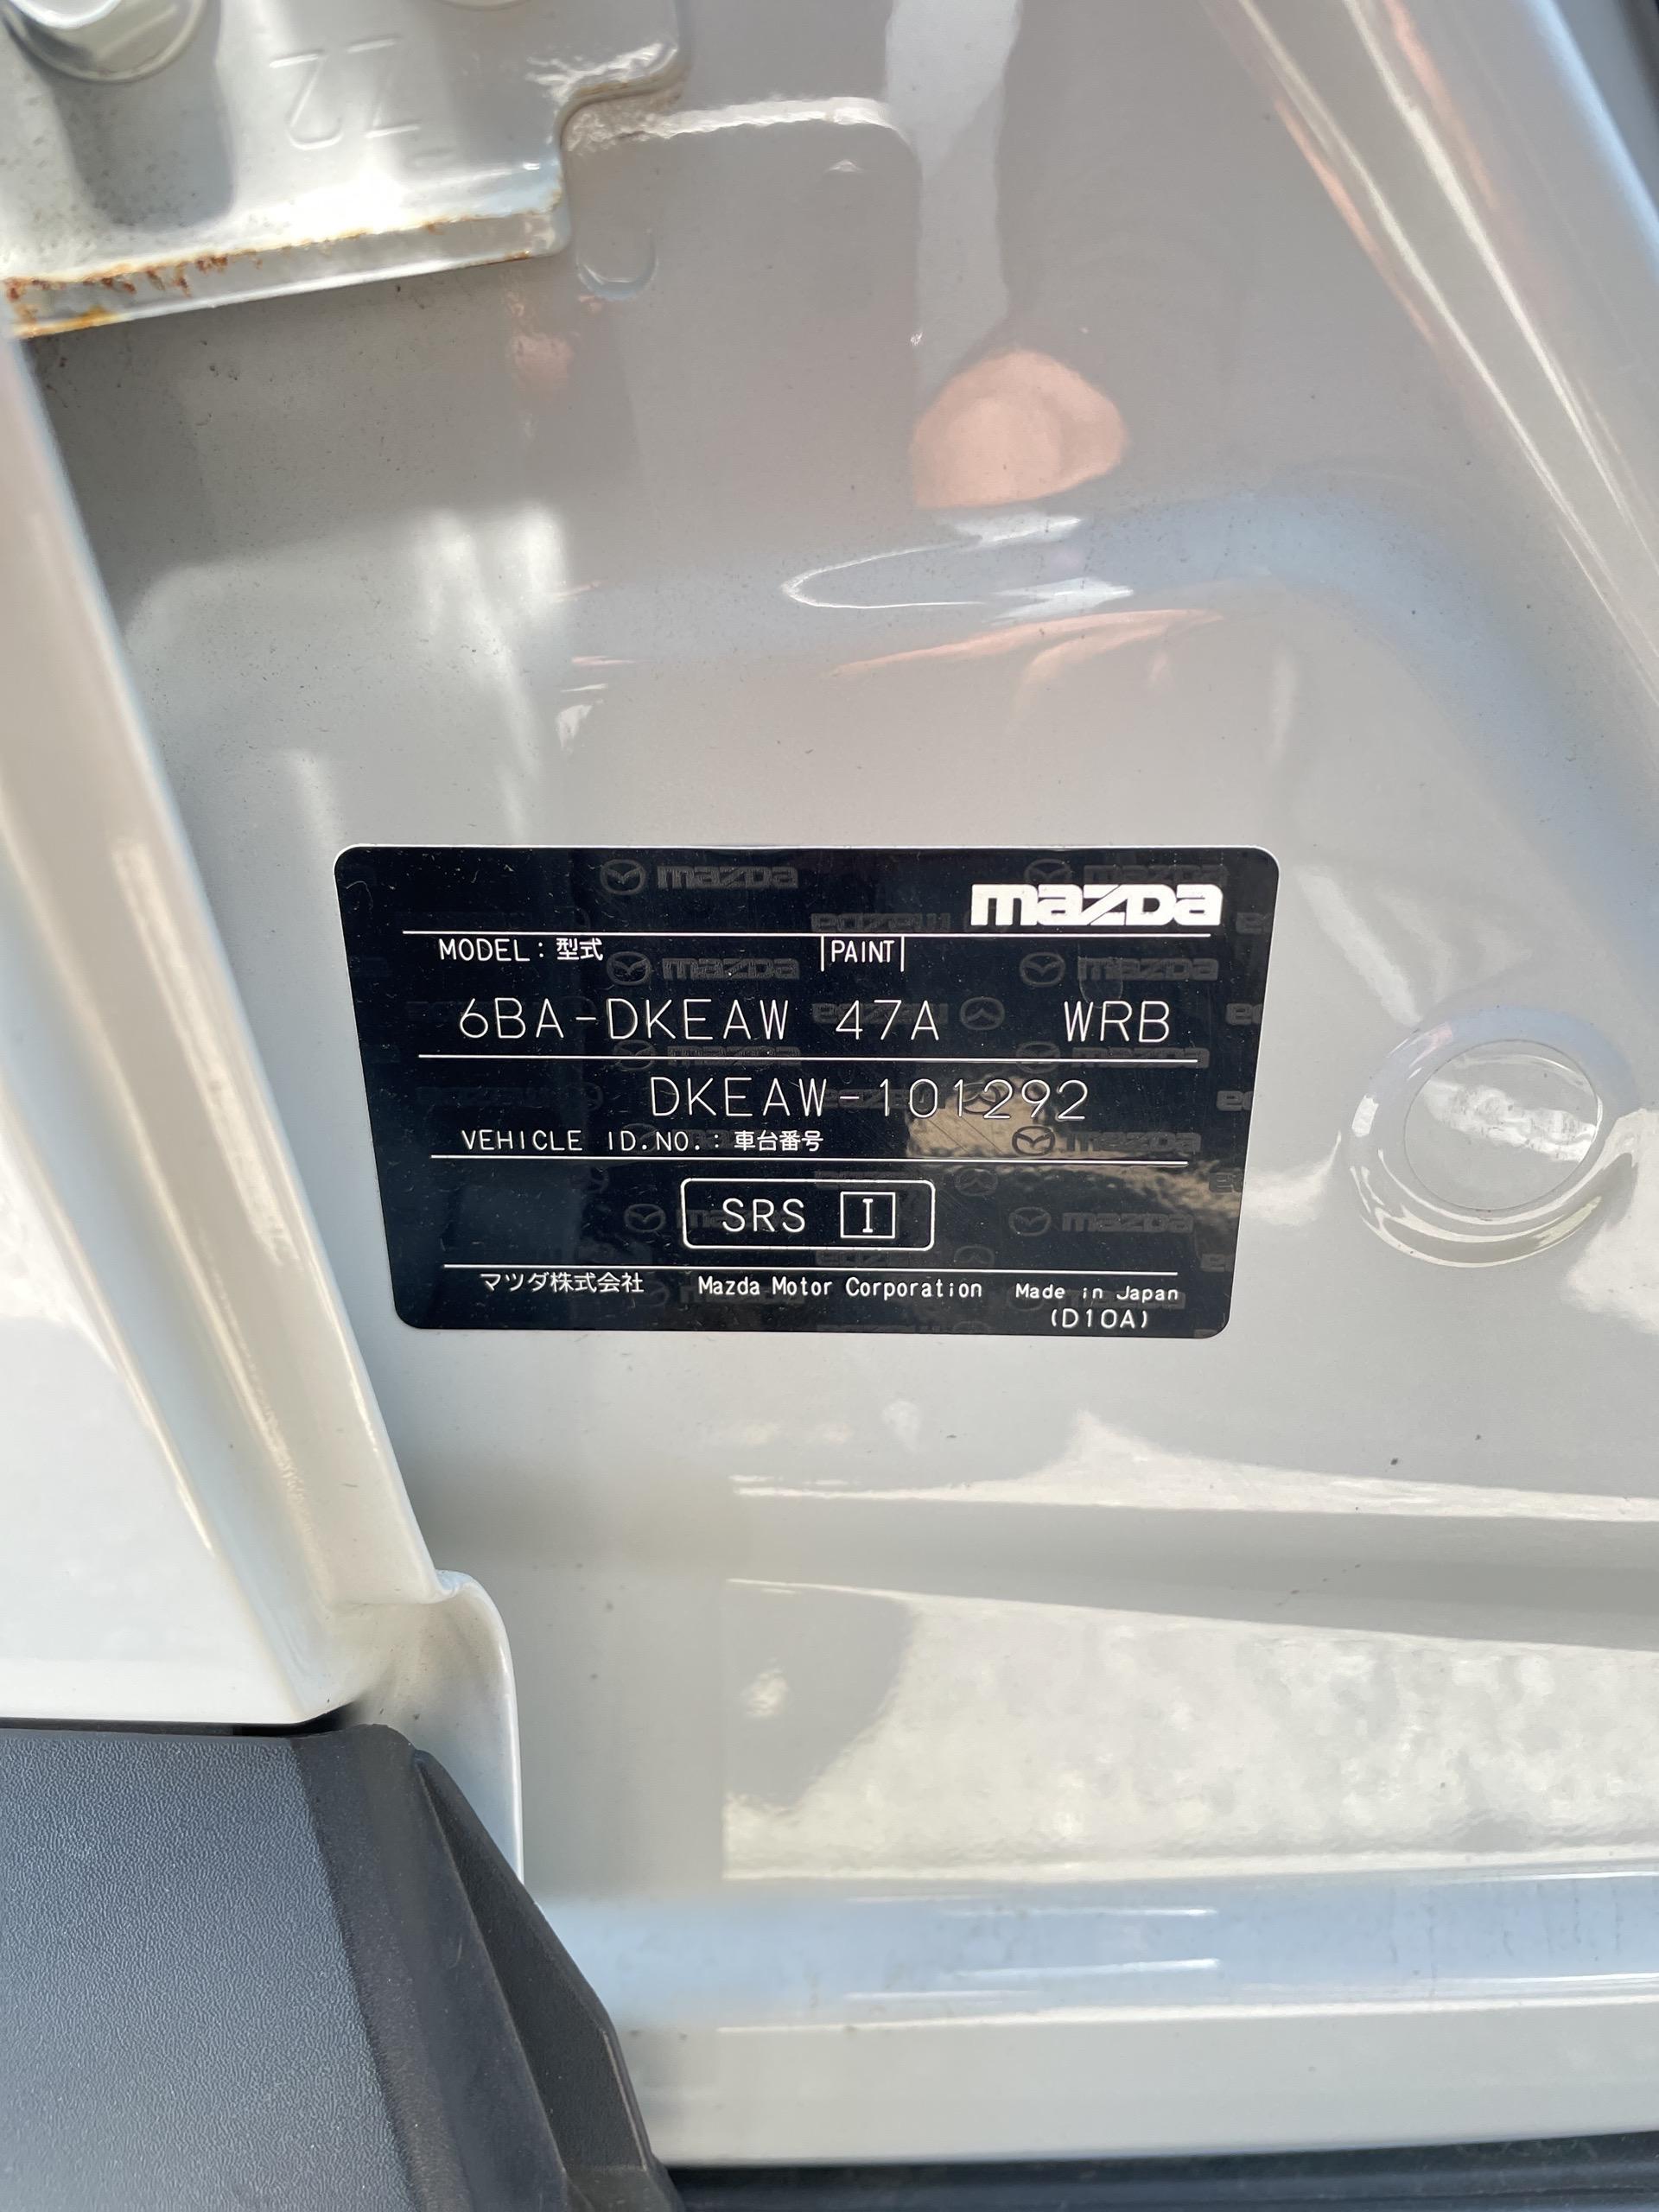 ZZ
mazda
MODEL：型式 PAINT
6BA-DKEAW 47A WRB
DKEAW-101292
VEHICLE ID.NO.：車台番号
SRS I
マツダ株式会社 Mazda Motor Corporation Made in Japan
(D10A)